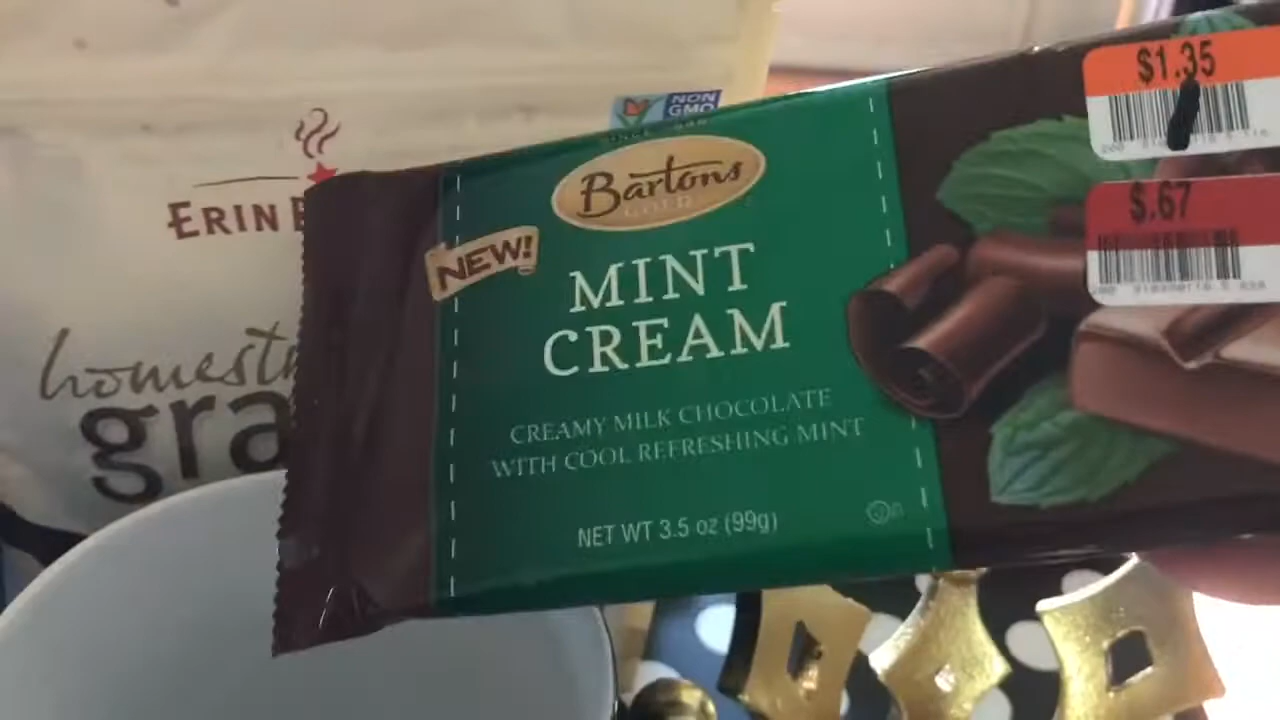 NON
GMO
Bartons
GOLD
NEW!
MINT
CREAM
CREAMY MILK CHOCOLATE
WITH COOL REFRESHING MINT
NET WT 3.5 oz (99g)
$1.35
$.67
ERIN
homest
gra